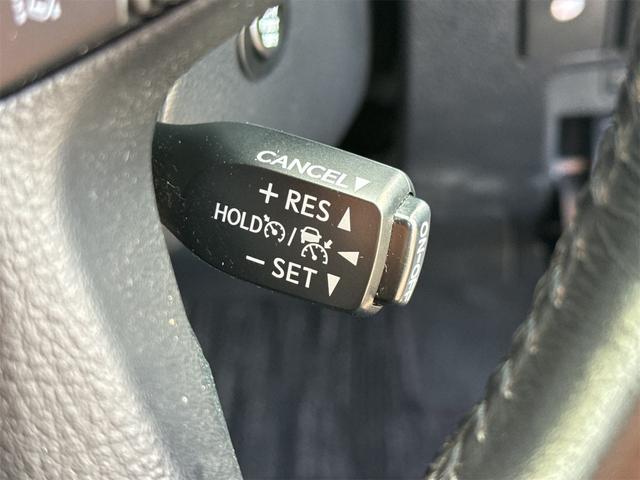 CANCEL▼
+ RES ▲
HOLD /
− SET ▼
ON·OFF